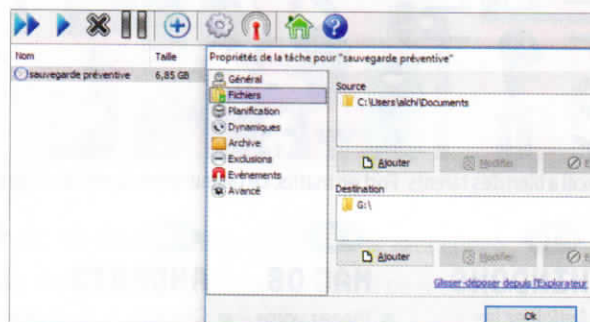 Nom
Taille
sauvegarde préventive
6,85 GB
Propriétés de la tâche pour "sauvegarde préventive"
Général
Fichiers
Planification
Dynamiques
Archive
Exclusions
Evénements
Avancé
Source
C:\Users\alchi\Documents
Ajouter
Modifier
Destination
G:\
Ajouter
Modifier
Glisser-déposer depuis l'Explorateur
Ok